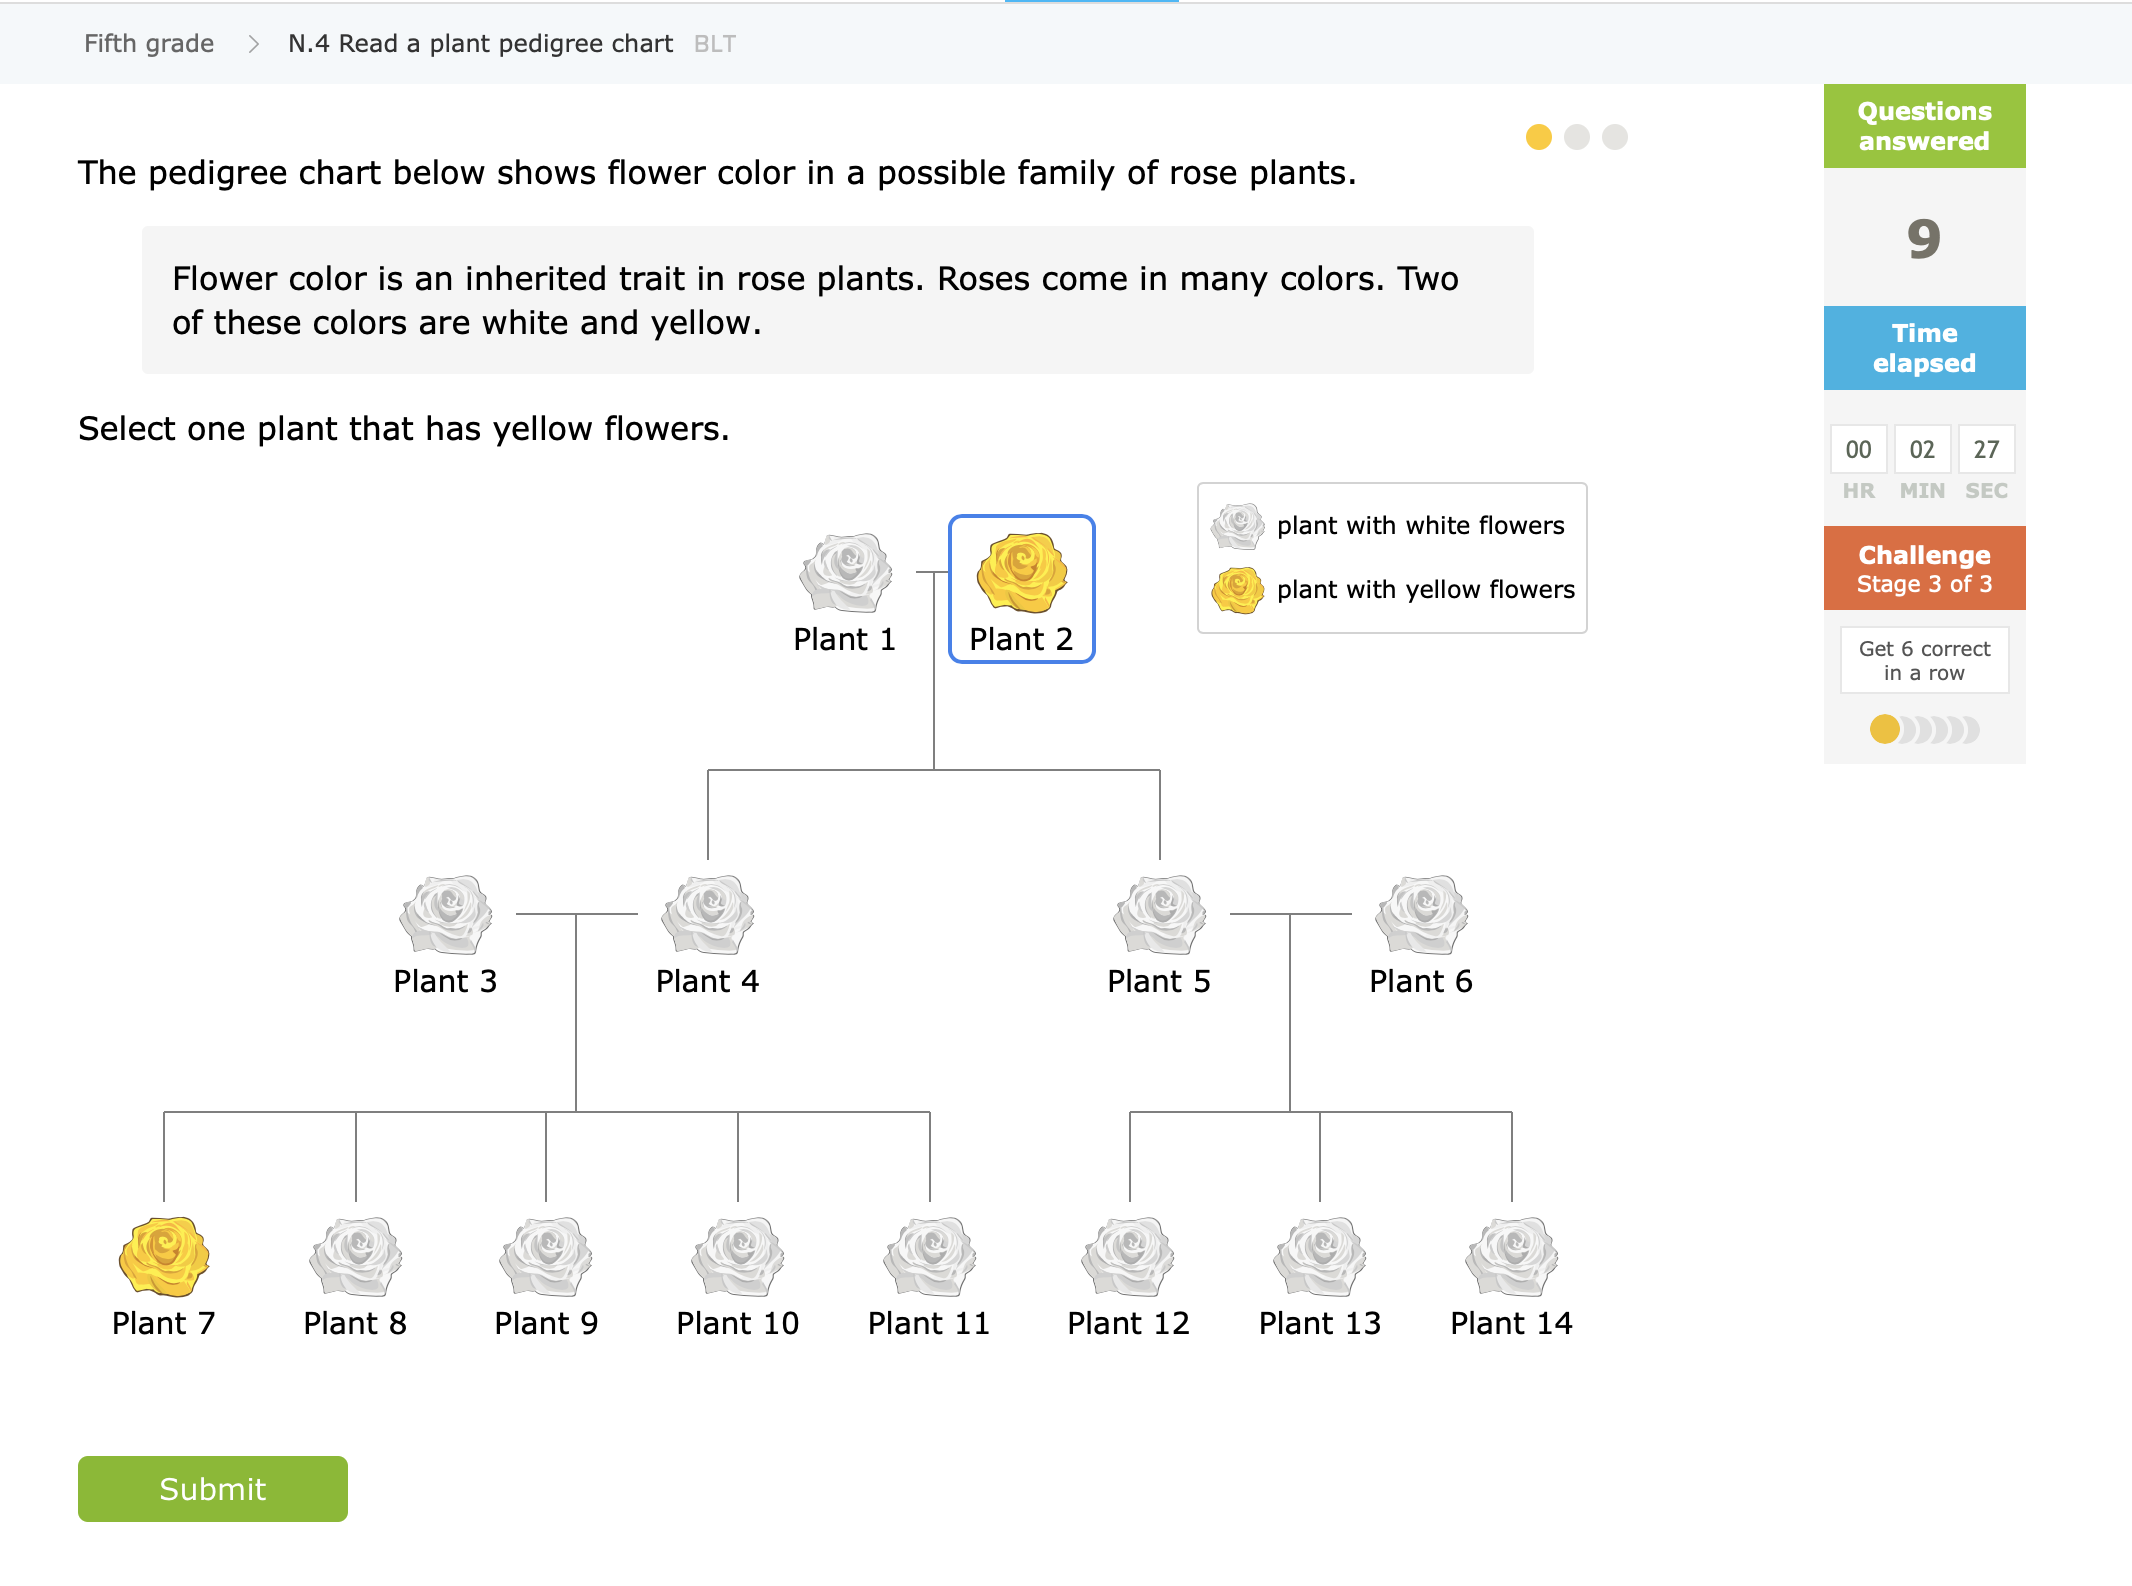 Fifth grade > N.4 Read a plant pedigree chart BLT
Questions
answered
9
Time
elapsed
00 02 27
HR MIN SEC
Challenge
Stage 3 of 3
Get 6 correct
in a row
The pedigree chart below shows flower color in a possible family of rose plants.
Flower color is an inherited trait in rose plants. Roses come in many colors. Two
of these colors are white and yellow.
Select one plant that has yellow flowers.
plant with white flowers
plant with yellow flowers
Plant 1 Plant 2
Plant 3 Plant 4 Plant 5 Plant 6
Plant 7 Plant 8 Plant 9 Plant 10 Plant 11 Plant 12 Plant 13 Plant 14
Submit